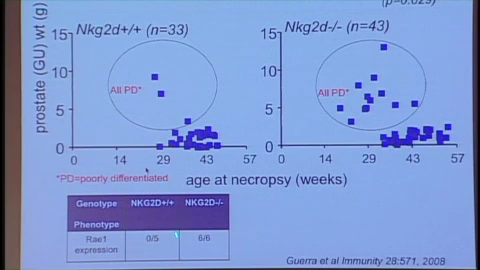 (p=0.029)
Nkg2d+/+ (n=33)
Nkg2d-/- (n=43)
prostate (GU) wt (g)
15
10
5
0
0
14
29
43
57
All PD*
15
10
5
0
0
14
29
43
57
All PD*
*PD=poorly differentiated
age at necropsy (weeks)
Genotype NKG2D+/+ NKG2D-/-
Phenotype
Rae1 expression 0/5 6/6
Guerra et al Immunity 28:571, 2008